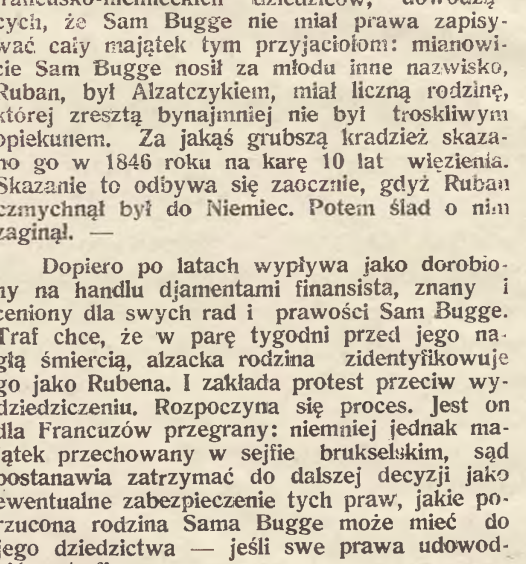 francusko-niemieckich dziedziców, dowodzą-
cych, że Sam Bugge nie miał prawa zapisy-
wać cały majątek tym przyjaciołom: mianowi-
cie Sam Bugge nosił za młodu inne nazwisko,
Ruban, był Alzatczykiem, miał liczną rodzinę,
której zresztą bynajmniej nie był troskliwym
opiekunem. Za jakąś grubszą kradzież skaza-
no go w 1846 roku na karę 10 lat więzienia.
Skazanie to odbywa się zaocznie, gdyż Ruban
czmychnął był do Niemiec. Potem ślad o nim
zaginął. —
Dopiero po latach wypływa jako dorobio-
ny na handlu djamentami finansista, znany i
ceniony dla swych rad i prawości Sam Bugge.
Traf chce, że w parę tygodni przed jego na-
głą śmiercią, alzacka rodzina zidentyfikowuje
go jako Rubena. I zakłada protest przeciw wy-
dziedziczeniu. Rozpoczyna się proces. Jest on
dla Francuzów przegrany: niemniej jednak ma-
jątek przechowany w sejfie brukselskim, sąd
postanawia zatrzymać do dalszej decyzji jako
ewentualne zabezpieczenie tych praw, jakie po-
rzucona rodzina Sama Bugge może mieć do
jego dziedzictwa — jeśli swe prawa udowod-